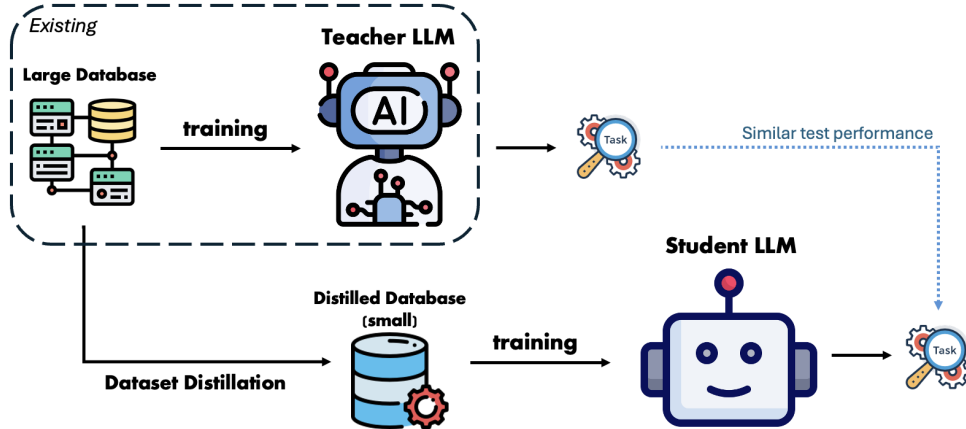 Existing
Teacher LLM
Large Database
AI
training
Task
Similar test performance
Student LLM
Distilled Database
(small)
training
Task
Dataset Distillation